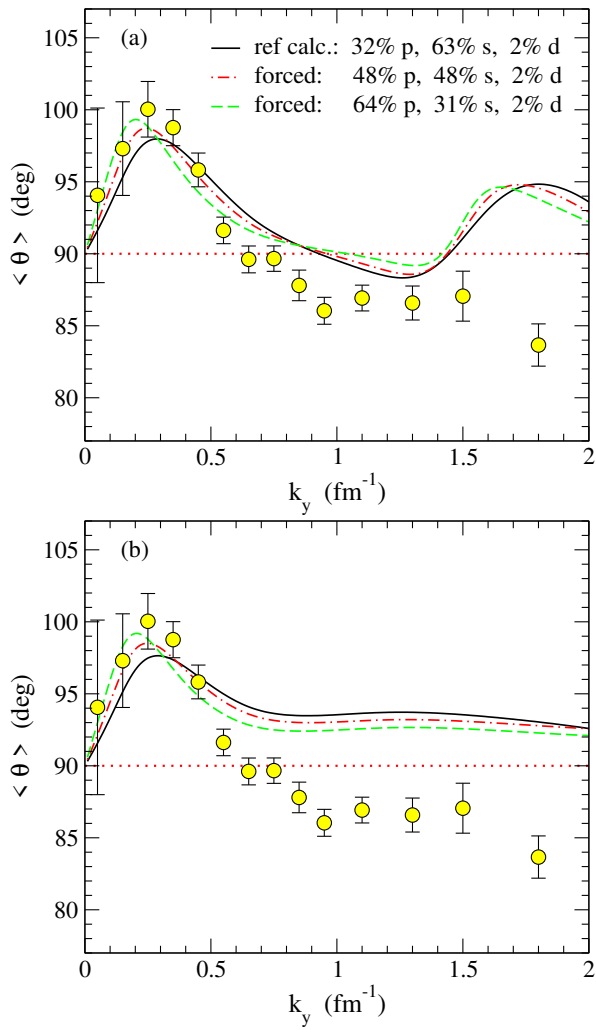 105
(a)
ref calc.: 32% p, 63% s, 2% d
forced: 48% p, 48% s, 2% d
forced: 64% p, 31% s, 2% d
100
95
90
85
80
< θ > (deg)
0 0.5 1 1.5 2
k_y (fm⁻¹)
105
(b)
100
95
90
85
80
< θ > (deg)
0 0.5 1 1.5 2
k_y (fm⁻¹)